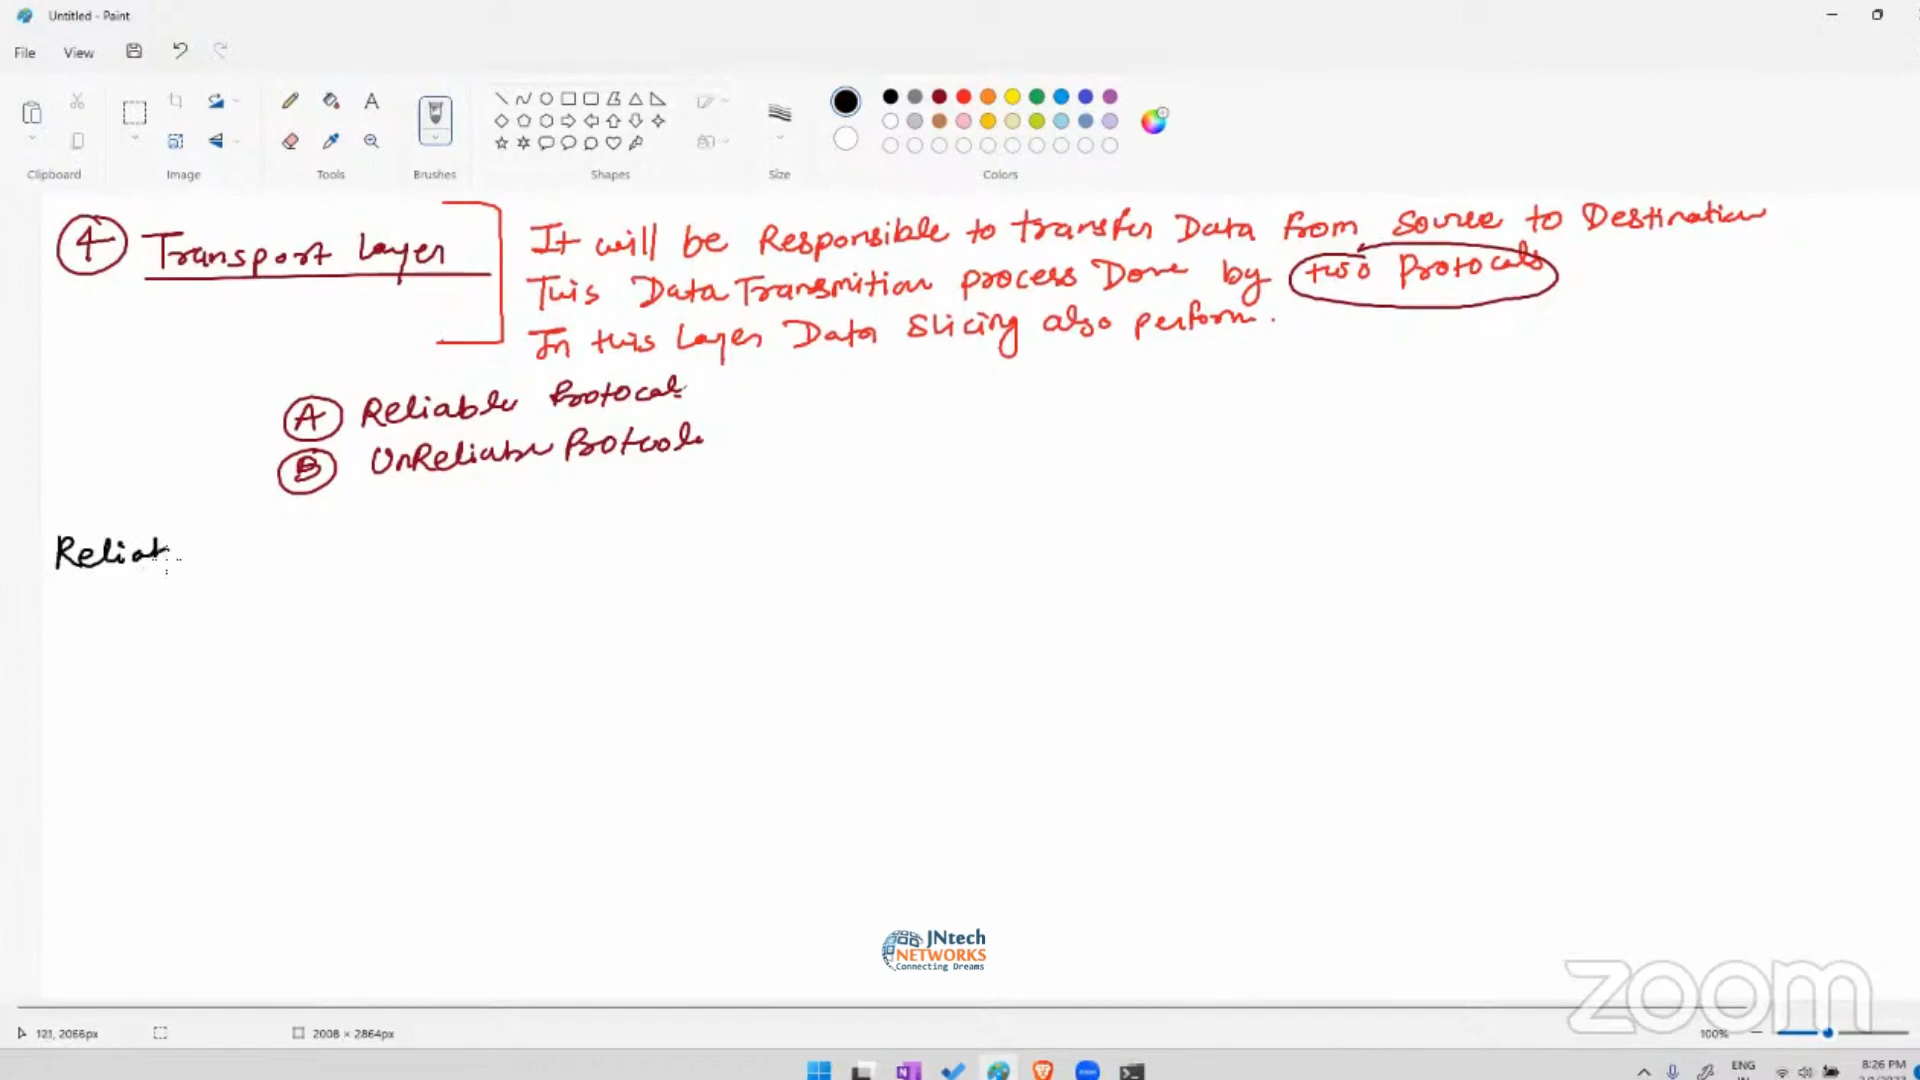 Untitled - Paint
File View
Clipboard Image Tools Brushes Shapes Size Colors
4 Transport Layer
It will be Responsible to transfer Data from Source to Destination
This Data Transmition process Done by two Protocals
In this Layer Data Slicing also perform.
A Reliable Protocal
B UnReliable Protcols
Reliat
JNtech
NETWORKS
Connecting Dreams
zoom
121, 2066px 2008 × 2864px 100%
ENG 8:26 PM